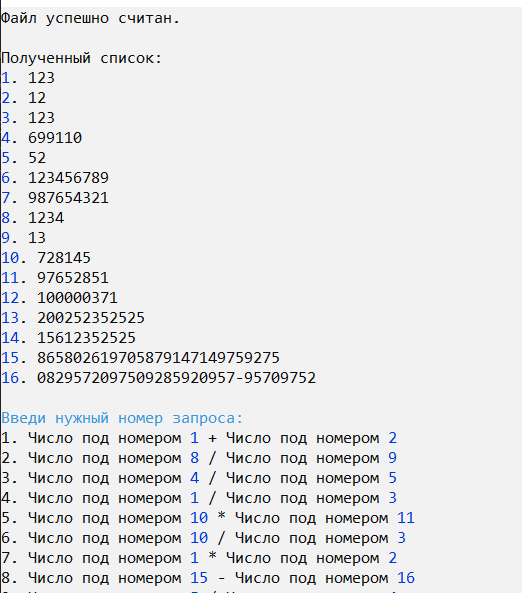 Файл успешно считан.
Полученный список:
1. 123
2. 12
3. 123
4. 699110
5. 52
6. 123456789
7. 987654321
8. 1234
9. 13
10. 728145
11. 97652851
12. 100000371
13. 200252352525
14. 15612352525
15. 865802619705879147149759275
16. 0829572097509285920957-95709752
Введи нужный номер запроса:
1. Число под номером 1 + Число под номером 2
2. Число под номером 8 / Число под номером 9
3. Число под номером 4 / Число под номером 5
4. Число под номером 1 / Число под номером 3
5. Число под номером 10 * Число под номером 11
6. Число под номером 10 / Число под номером 3
7. Число под номером 1 * Число под номером 2
8. Число под номером 15 - Число под номером 16